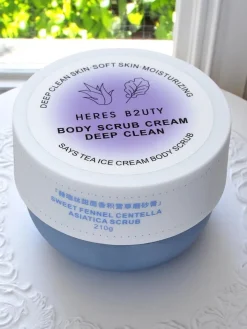 DEEP CLEAN SKIN·SOFT SKIN·MOISTURIZING
HERES B2UTY
BODY SCRUB CREAM
DEEP CLEAN
SAYS TEA ICE CREAM BODY SCRUB
SWEET FENNEL CENTELLA
ASIATICA SCRUB
210g